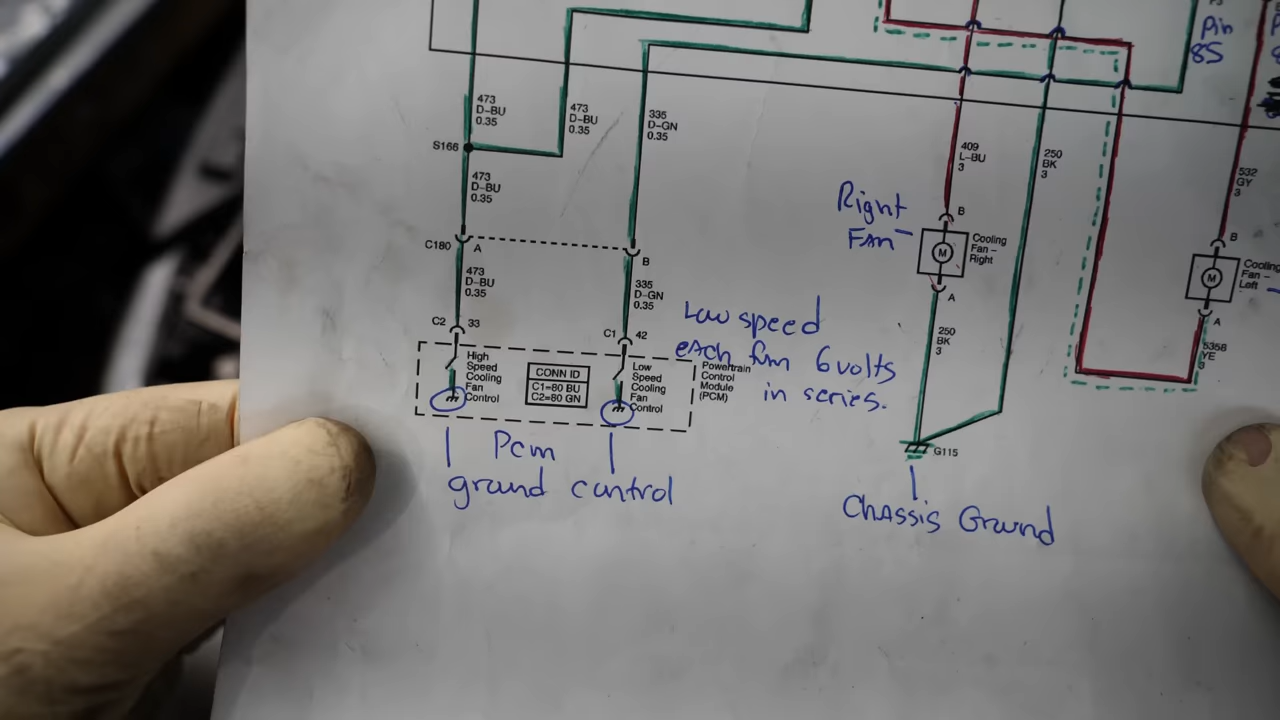 Pin
85
473
D-BU
0.35
473
D-BU
0.35
335
D-GN
0.35
S166
473
D-BU
0.35
409
L-BU
3
250
BK
3
532
GY
3
Right
FAN
B
Cooling
Fan –
Right
M
A
B
Cooling
Fan –
Left
M
A
C180
A
B
473
D-BU
0.35
335
D-GN
0.35
C2
33
C1
42
250
BK
3
5358
YE
3
Low speed
each fan 6 volts
in series.
High
Speed
Cooling
Fan
Control
CONN ID
C1=80 BU
C2=80 GN
Low
Speed
Cooling
Fan
Control
Powertrain
Control
Module
(PCM)
G115
Pcm
ground control
Chassis Ground